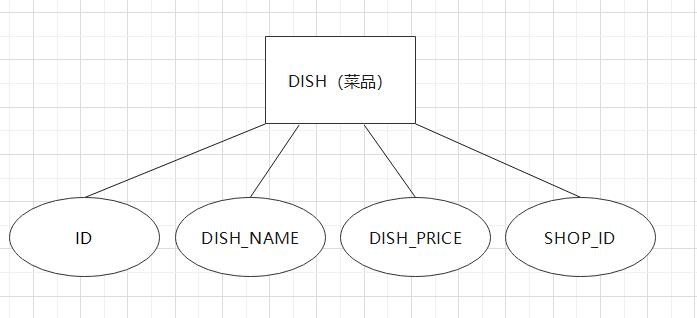 DISH（菜品）
ID
DISH_NAME
DISH_PRICE
SHOP_ID